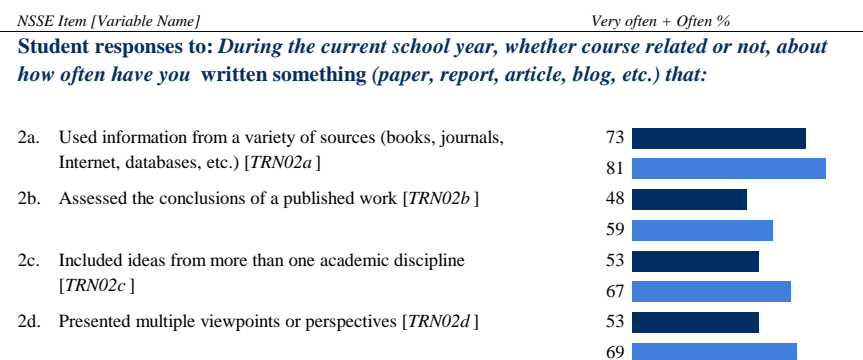 NSSE Item [Variable Name] Very often + Often %
Student responses to: During the current school year, whether course related or not, about
how often have you written something (paper, report, article, blog, etc.) that:
2a. Used information from a variety of sources (books, journals, 73
Internet, databases, etc.) [TRN02a ]
81
2b. Assessed the conclusions of a published work [TRN02b ] 48
59
2c. Included ideas from more than one academic discipline 53
[TRN02c ]
67
2d. Presented multiple viewpoints or perspectives [TRN02d ] 53
69